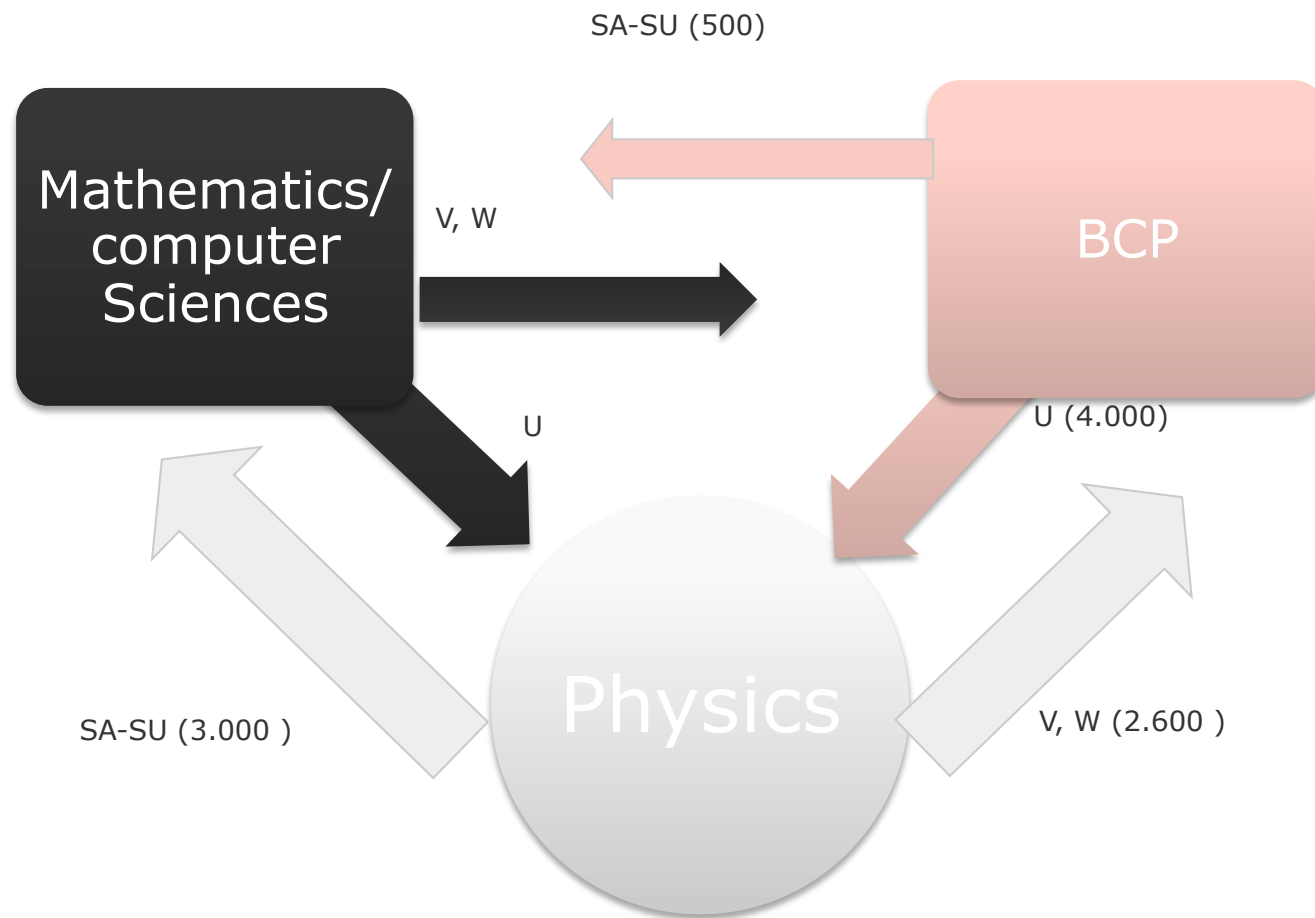 SA-SU (500)
Mathematics/
computer
Sciences
V, W
BCP
U
U (4.000)
Physics
SA-SU (3.000 )
V, W (2.600 )